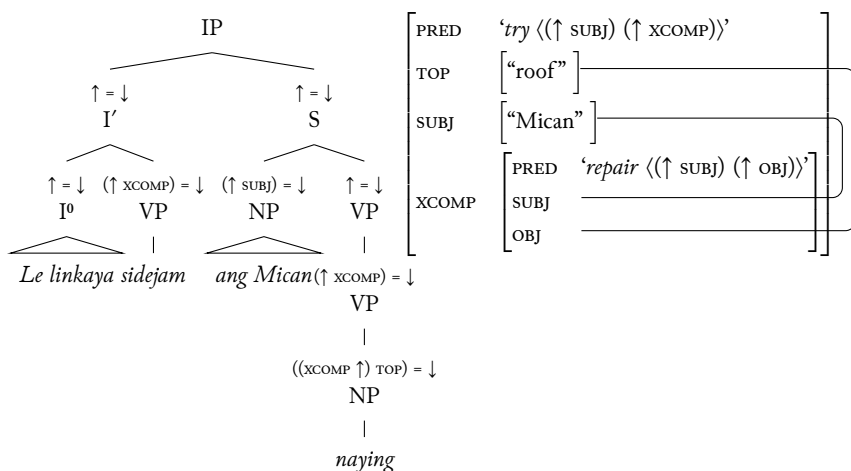 IP
↑ = ↓ ↑ = ↓
I′ S
↑ = ↓ (↑ XCOMP) = ↓ (↑ SUBJ) = ↓ ↑ = ↓
I⁰ VP NP VP
Le linkaya sidejam ang Mican (↑ XCOMP) = ↓
VP
((XCOMP ↑) TOP) = ↓
NP
naying
PRED ‘try ⟨(↑ SUBJ) (↑ XCOMP)⟩’
TOP [“roof”]
SUBJ [“Mican”]
XCOMP
PRED ‘repair ⟨(↑ SUBJ) (↑ OBJ)⟩’
SUBJ
OBJ